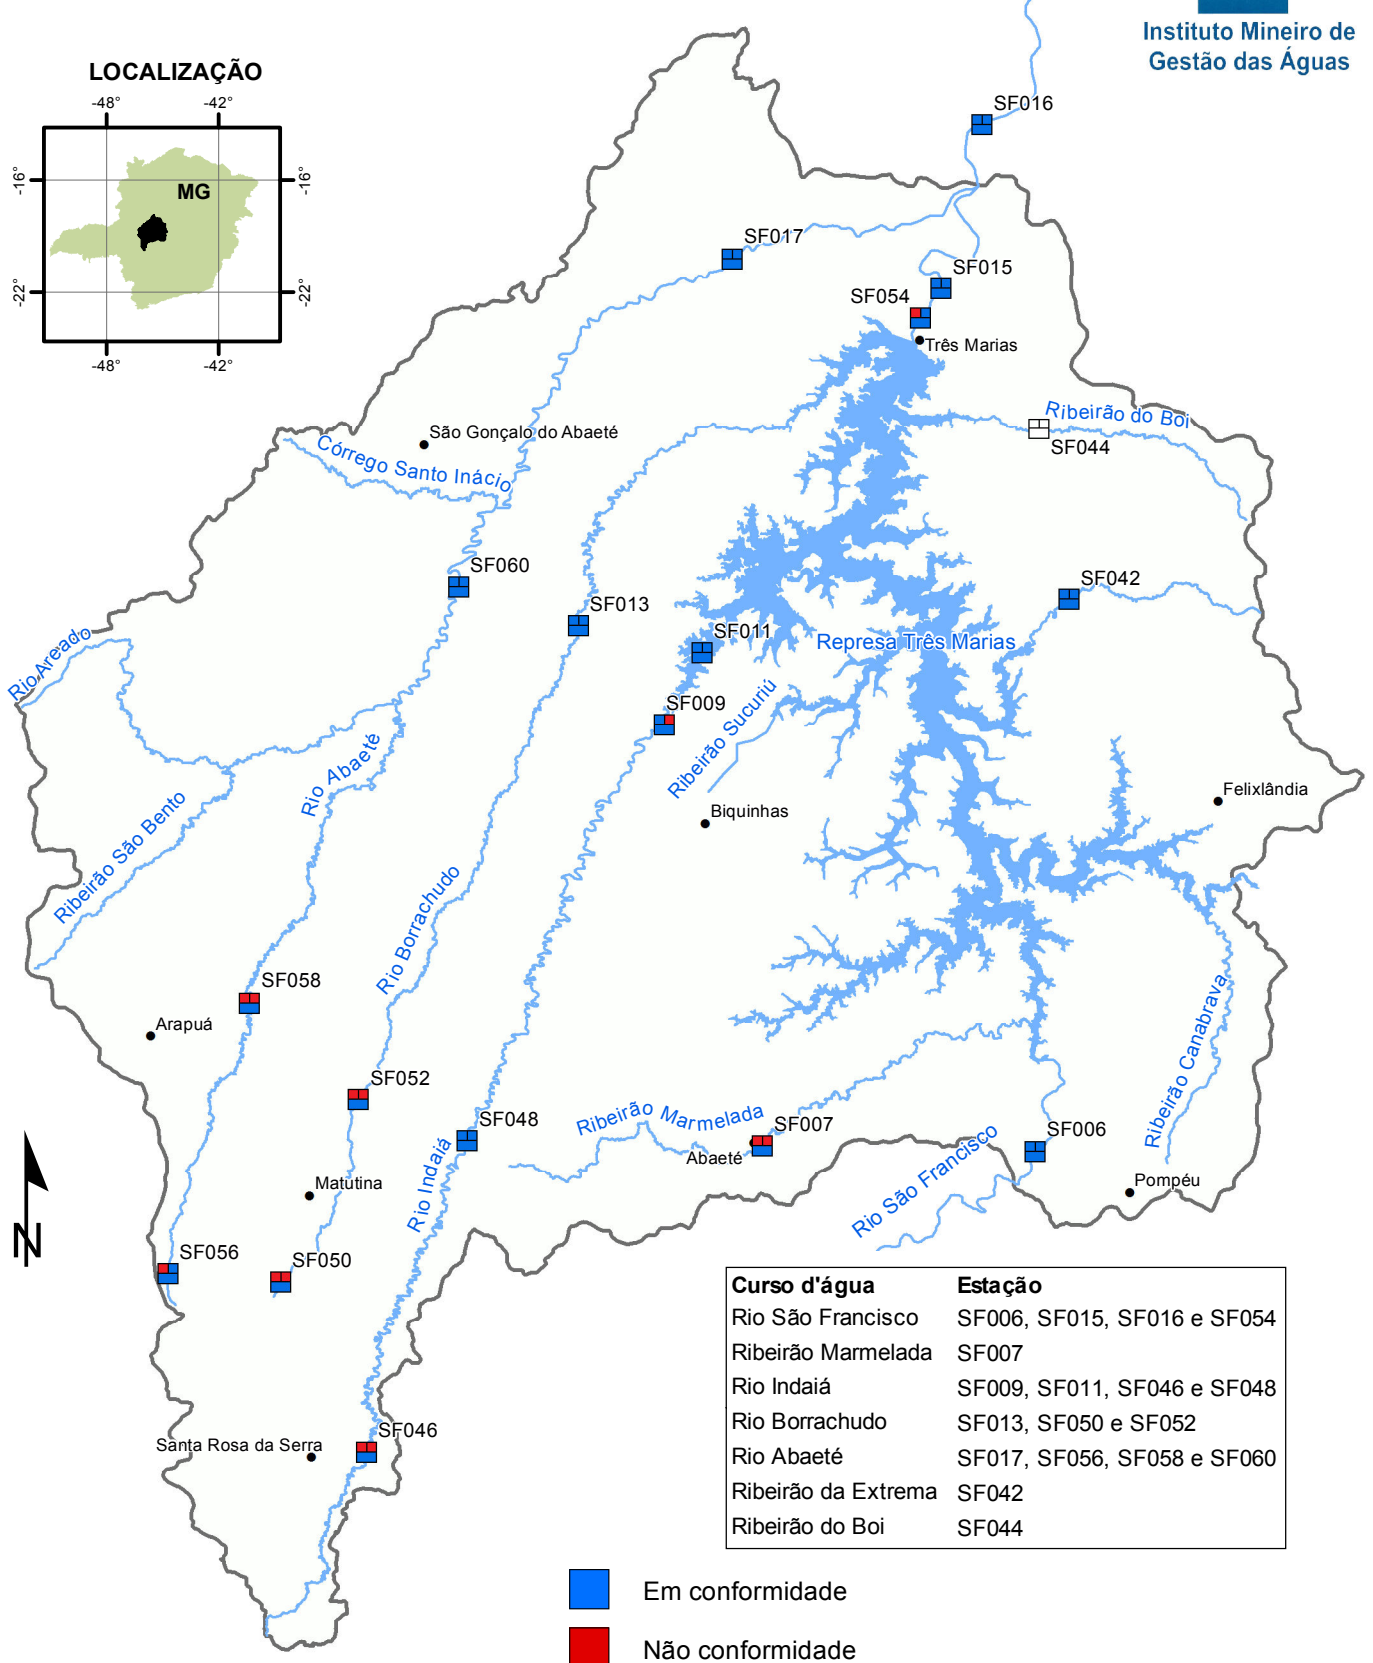 Instituto Mineiro de
Gestão das Águas
LOCALIZAÇÃO
-48°
-42°
-16°
-16°
MG
-22°
-22°
-48°
-42°
SF016
SF017
SF015
SF054
Três Marias
Ribeirão do Boi
SF044
São Gonçalo do Abaeté
Córrego Santo Inácio
SF060
SF042
SF013
SF011
Represa Três Marias
Rio Areado
SF009
Ribeirão Sucuriú
Rio Abaeté
Felixlândia
Biquinhas
Ribeirão São Bento
Rio Borrachudo
SF058
Arapuá
Ribeirão Canabrava
SF052
SF048
Ribeirão Marmelada
SF007
Abaeté
SF006
Rio São Francisco
Pompéu
Matutina
Rio Indaiá
N
SF056
SF050
SF046
Santa Rosa da Serra
Curso d'água Estação
Rio São Francisco SF006, SF015, SF016 e SF054
Ribeirão Marmelada SF007
Rio Indaiá SF009, SF011, SF046 e SF048
Rio Borrachudo SF013, SF050 e SF052
Rio Abaeté SF017, SF056, SF058 e SF060
Ribeirão da Extrema SF042
Ribeirão do Boi SF044
Em conformidade
Não conformidade